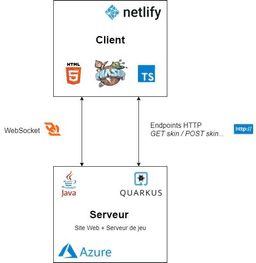 netlify
Client
HTML
5
PHASER
TS
WebSocket
Endpoints HTTP
GET skin / POST skin...
http://
Java
QUARKUS
Serveur
Site Web + Serveur de jeu
Azure